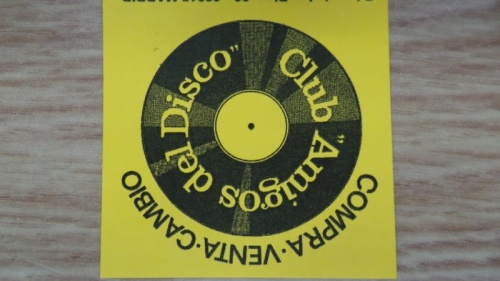 Club "Amigos del Disco"
COMPRA · VENTA · CAMBIO